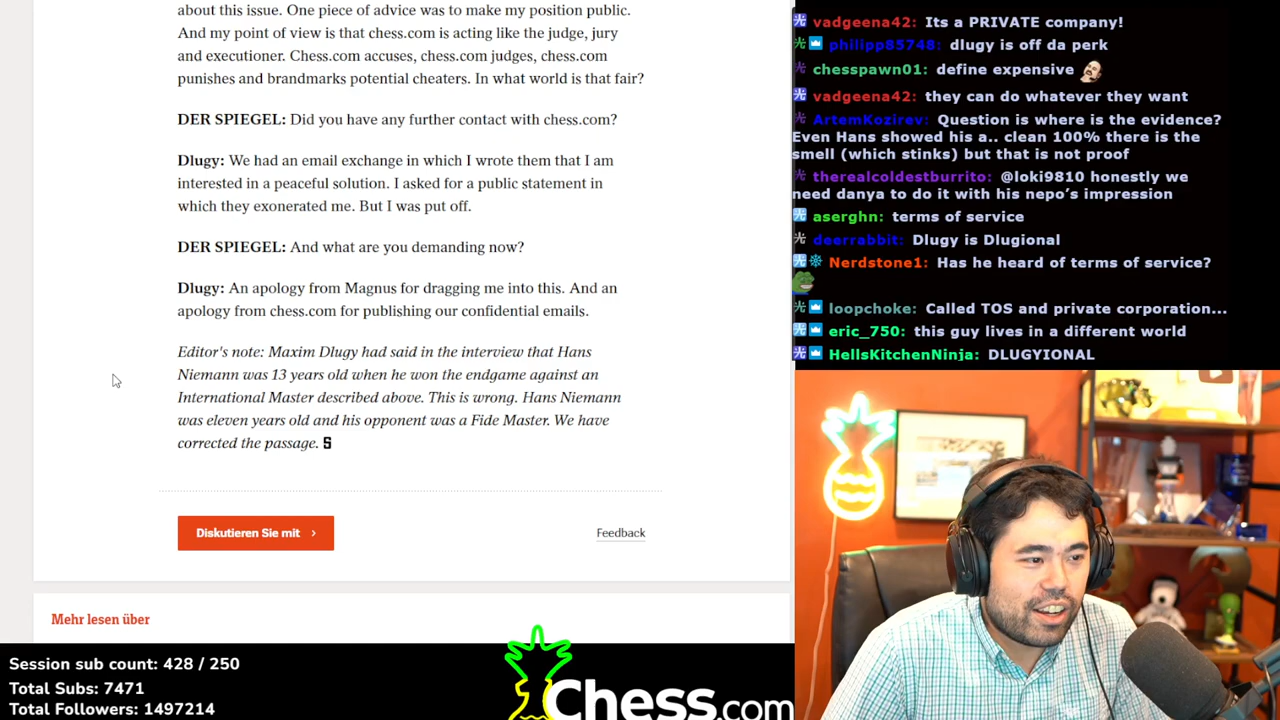 about this issue. One piece of advice was to make my position public.
And my point of view is that chess.com is acting like the judge, jury
and executioner. Chess.com accuses, chess.com judges, chess.com
punishes and brandmarks potential cheaters. In what world is that fair?
DER SPIEGEL: Did you have any further contact with chess.com?
Dlugy: We had an email exchange in which I wrote them that I am
interested in a peaceful solution. I asked for a public statement in
which they exonerated me. But I was put off.
DER SPIEGEL: And what are you demanding now?
Dlugy: An apology from Magnus for dragging me into this. And an
apology from chess.com for publishing our confidential emails.
Editor's note: Maxim Dlugy had said in the interview that Hans
Niemann was 13 years old when he won the endgame against an
International Master described above. This is wrong. Hans Niemann
was eleven years old and his opponent was a Fide Master. We have
corrected the passage. S
Diskutieren Sie mit
Feedback
Mehr lesen über
Session sub count: 428 / 250
Total Subs: 7471
Total Followers: 1497214
Chess.com
vadgeena42: Its a PRIVATE company!
philipp85748: dlugy is off da perk
chesspawn01: define expensive
vadgeena42: they can do whatever they want
ArtemKozirev: Question is where is the evidence?
Even Hans showed his a.. clean 100% there is the
smell (which stinks) but that is not proof
therealcoldestburrito: @loki9810 honestly we
need danya to do it with his nepo's impression
aserghn: terms of service
deerrabbit: Dlugy is Dlugional
Nerdstone1: Has he heard of terms of service?
loopchoke: Called TOS and private corporation...
eric_750: this guy lives in a different world
HellsKitchenNinja: DLUGYIONAL